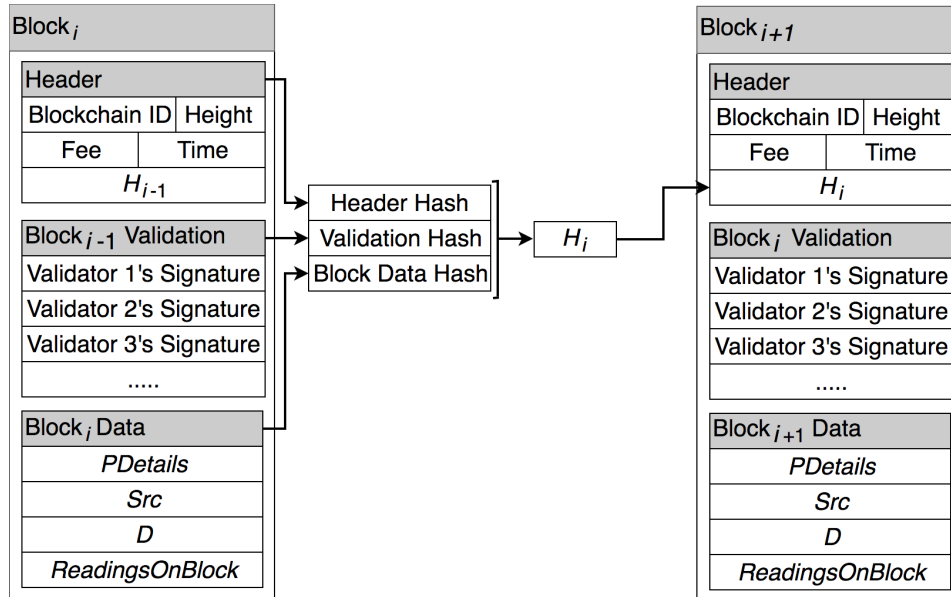 Block i
Header
Blockchain ID Height
Fee Time
H i-1
Block i-1 Validation
Validator 1's Signature
Validator 2's Signature
Validator 3's Signature
.....
Block i Data
PDetails
Src
D
ReadingsOnBlock
Header Hash
Validation Hash
Block Data Hash
H i
Block i+1
Header
Blockchain ID Height
Fee Time
H i
Block i Validation
Validator 1's Signature
Validator 2's Signature
Validator 3's Signature
.....
Block i+1 Data
PDetails
Src
D
ReadingsOnBlock